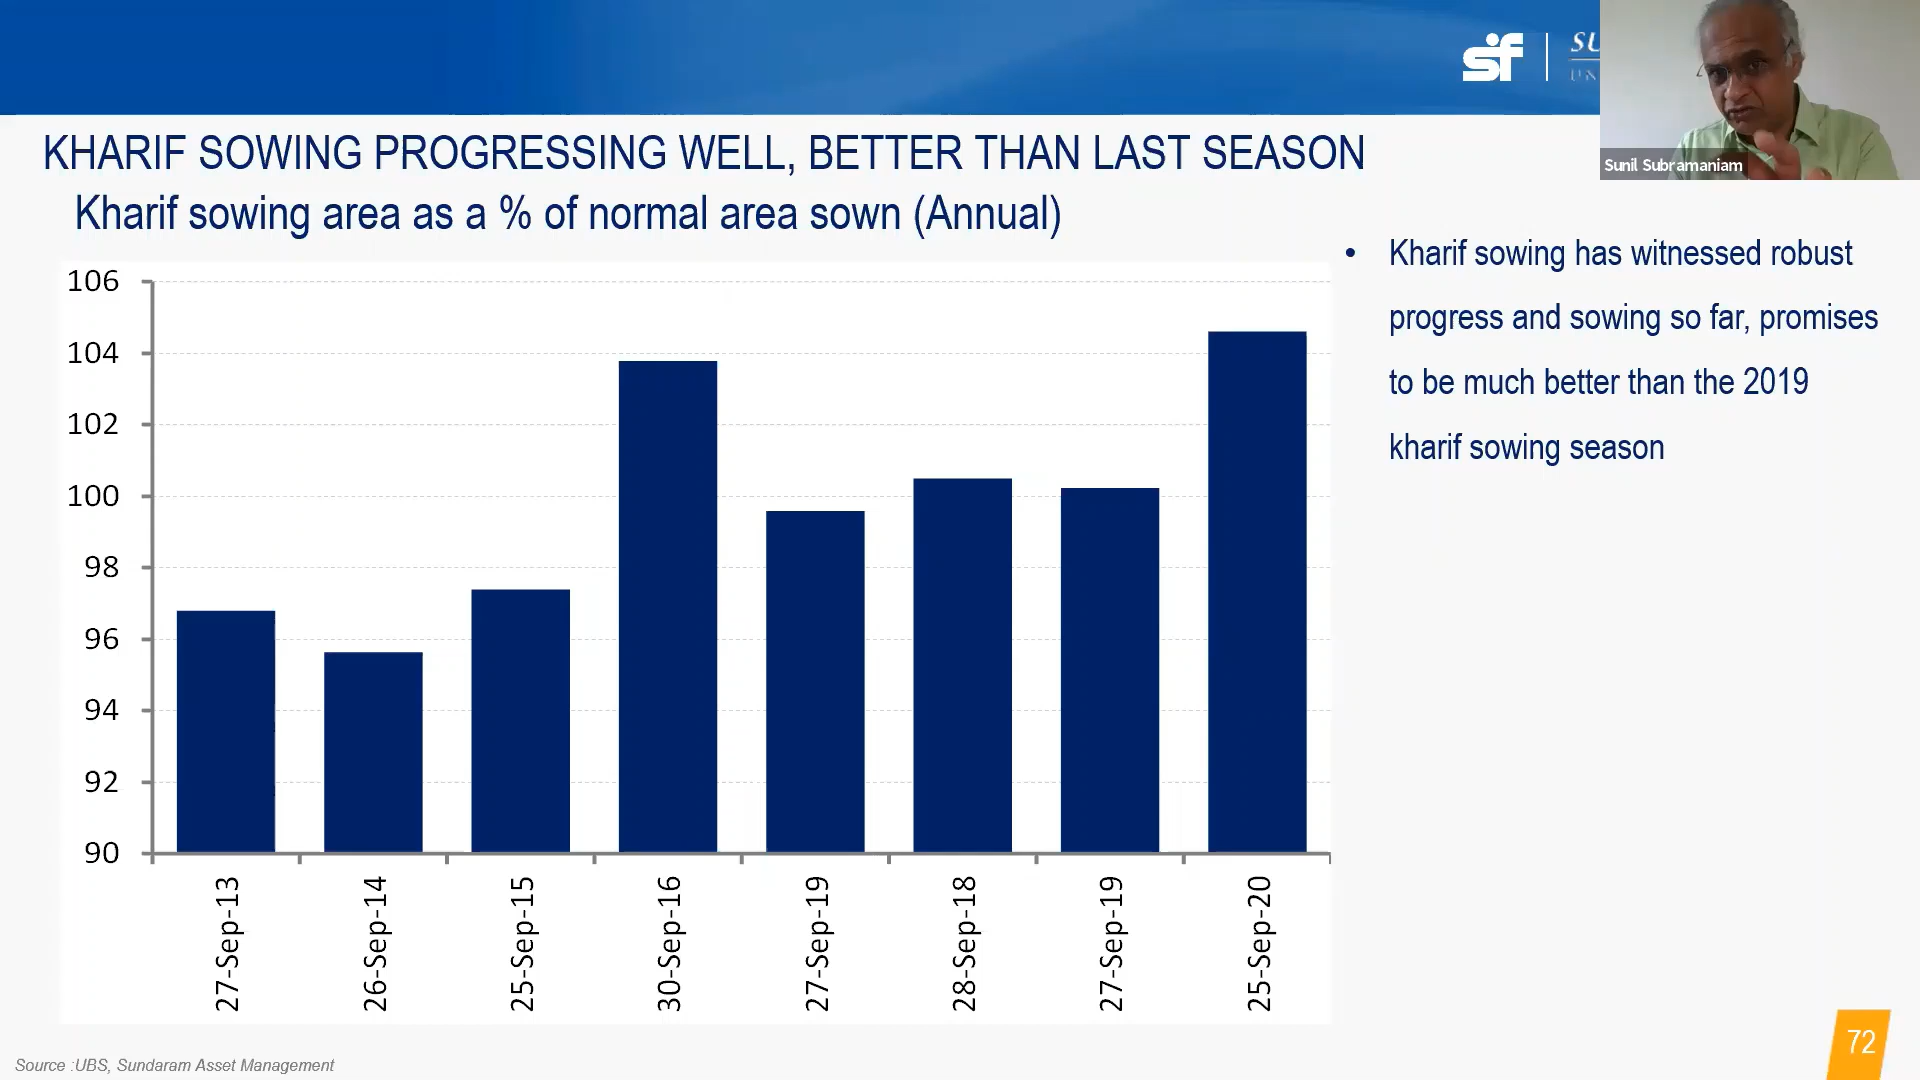 sf
SU
UN
Sunil Subramaniam
KHARIF SOWING PROGRESSING WELL, BETTER THAN LAST SEASON
Kharif sowing area as a % of normal area sown (Annual)
106
104
102
100
98
96
94
92
90
27-Sep-13
26-Sep-14
25-Sep-15
30-Sep-16
27-Sep-19
28-Sep-18
27-Sep-19
25-Sep-20
• Kharif sowing has witnessed robust
progress and sowing so far, promises
to be much better than the 2019
kharif sowing season
Source :UBS, Sundaram Asset Management
72